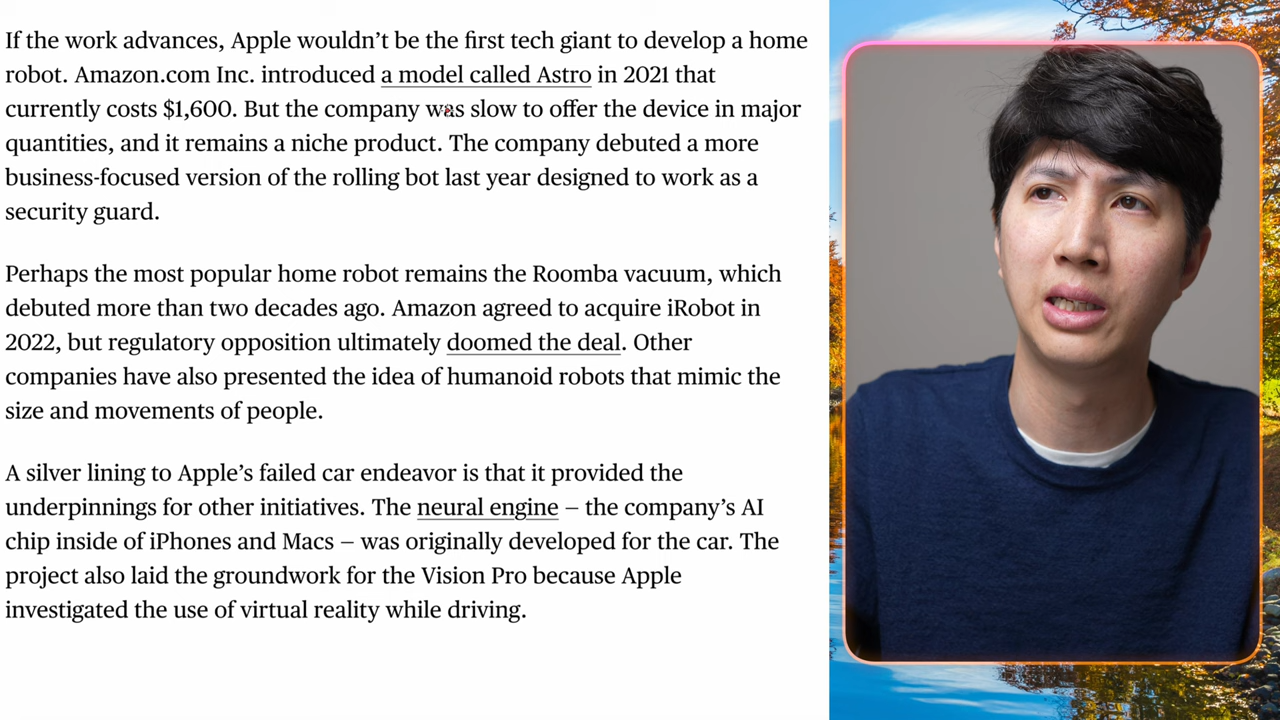 If the work advances, Apple wouldn’t be the first tech giant to develop a home
robot. Amazon.com Inc. introduced a model called Astro in 2021 that
currently costs $1,600. But the company was slow to offer the device in major
quantities, and it remains a niche product. The company debuted a more
business-focused version of the rolling bot last year designed to work as a
security guard.
Perhaps the most popular home robot remains the Roomba vacuum, which
debuted more than two decades ago. Amazon agreed to acquire iRobot in
2022, but regulatory opposition ultimately doomed the deal. Other
companies have also presented the idea of humanoid robots that mimic the
size and movements of people.
A silver lining to Apple’s failed car endeavor is that it provided the
underpinnings for other initiatives. The neural engine — the company’s AI
chip inside of iPhones and Macs — was originally developed for the car. The
project also laid the groundwork for the Vision Pro because Apple
investigated the use of virtual reality while driving.